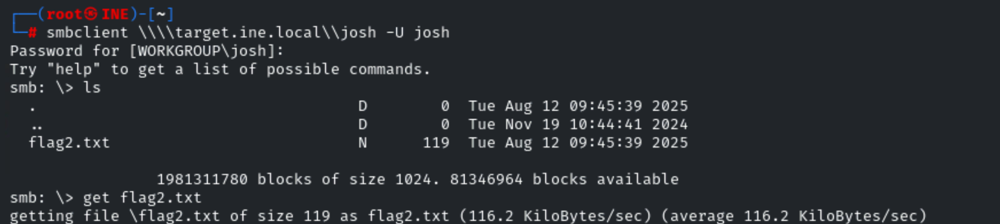 ┌──(root㉿INE)-[~]
└─# smbclient \\\\target.ine.local\\josh -U josh
Password for [WORKGROUP\josh]:
Try "help" to get a list of possible commands.
smb: \> ls
  .                                   D        0  Tue Aug 12 09:45:39 2025
  ..                                  D        0  Tue Nov 19 10:44:41 2024
  flag2.txt                           N      119  Tue Aug 12 09:45:39 2025
                1981311780 blocks of size 1024. 81346964 blocks available
smb: \> get flag2.txt
getting file \flag2.txt of size 119 as flag2.txt (116.2 KiloBytes/sec) (average 116.2 KiloBytes/sec)